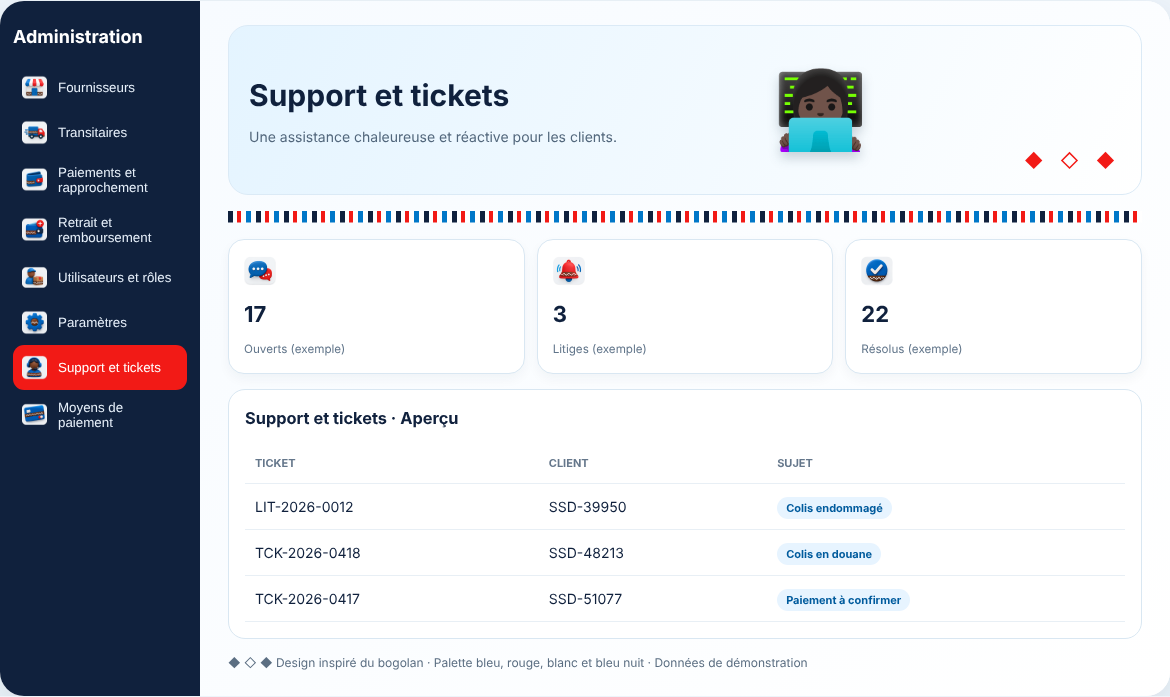 Administration
Fournisseurs
Transitaires
Paiements et
rapprochement
Retrait et
remboursement
Utilisateurs et rôles
Paramètres
Support et tickets
Moyens de
paiement
Support et tickets
Une assistance chaleureuse et réactive pour les clients.
17
Ouverts (exemple)
3
Litiges (exemple)
22
Résolus (exemple)
Support et tickets · Aperçu
TICKET CLIENT SUJET
LIT-2026-0012 SSD-39950 Colis endommagé
TCK-2026-0418 SSD-48213 Colis en douane
TCK-2026-0417 SSD-51077 Paiement à confirmer
◆ ◇ ◆ Design inspiré du bogolan · Palette bleu, rouge, blanc et bleu nuit · Données de démonstration